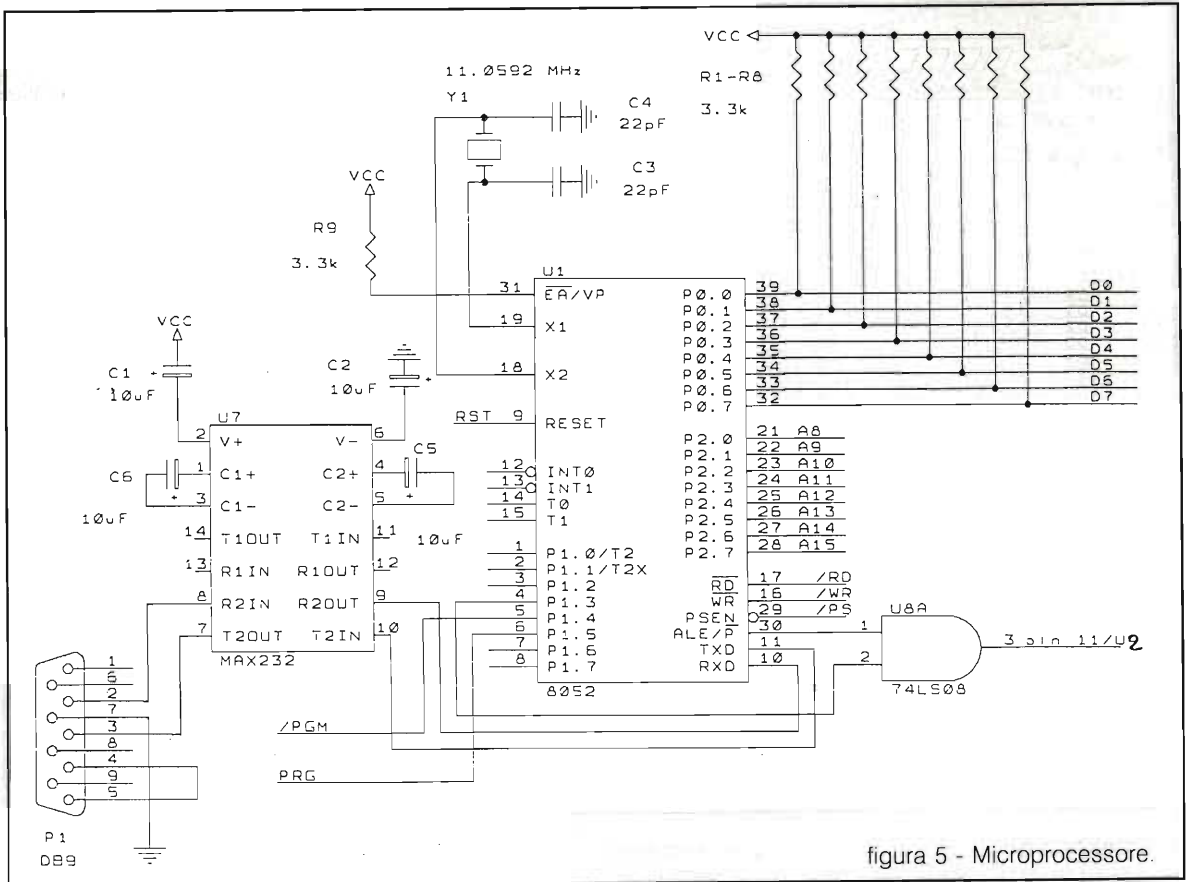 VCC
11.0592 MHz
Y1
C4
22pF
R1-R8
3.3k
C3
22pF
VCC
R9
3.3k
U1
31 EA/VP P0.0 39 D0
P0.1 38 D1
19 X1 P0.2 37 D2
P0.3 36 D3
18 X2 P0.4 35 D4
P0.5 34 D5
P0.6 33 D6
P0.7 32 D7
RST 9 RESET
P2.0 21 A8
P2.1 22 A9
12 INT0 P2.2 23 A10
13 INT1 P2.3 24 A11
14 T0 P2.4 25 A12
15 T1 P2.5 26 A13
P2.6 27 A14
P2.7 28 A15
1 P1.0/T2
2 P1.1/T2X
3 P1.2 RD 17 /RD
4 P1.3 WR 16 /WR
5 P1.4 PSEN 29 /PS
6 P1.5 ALE/P 30
7 P1.6 TXD 11
8 P1.7 RXD 10
8052
VCC
C1 +
10uF
C2
10uF +
U7
2 V+ V- 6
C6 + 1 C1+ C2+ 4 C5 +
3 C1- C2- 5
10uF 10uF
14 T1OUT T1IN 11
13 R1IN R1OUT 12
8 R2IN R2OUT 9
7 T2OUT T2IN 10
MAX232
U8A
1
2
3 pin 11/U2
74LS08
/PGM
PRG
1
6
2
7
3
8
4
9
5
P1
DB9
figura 5 - Microprocessore.